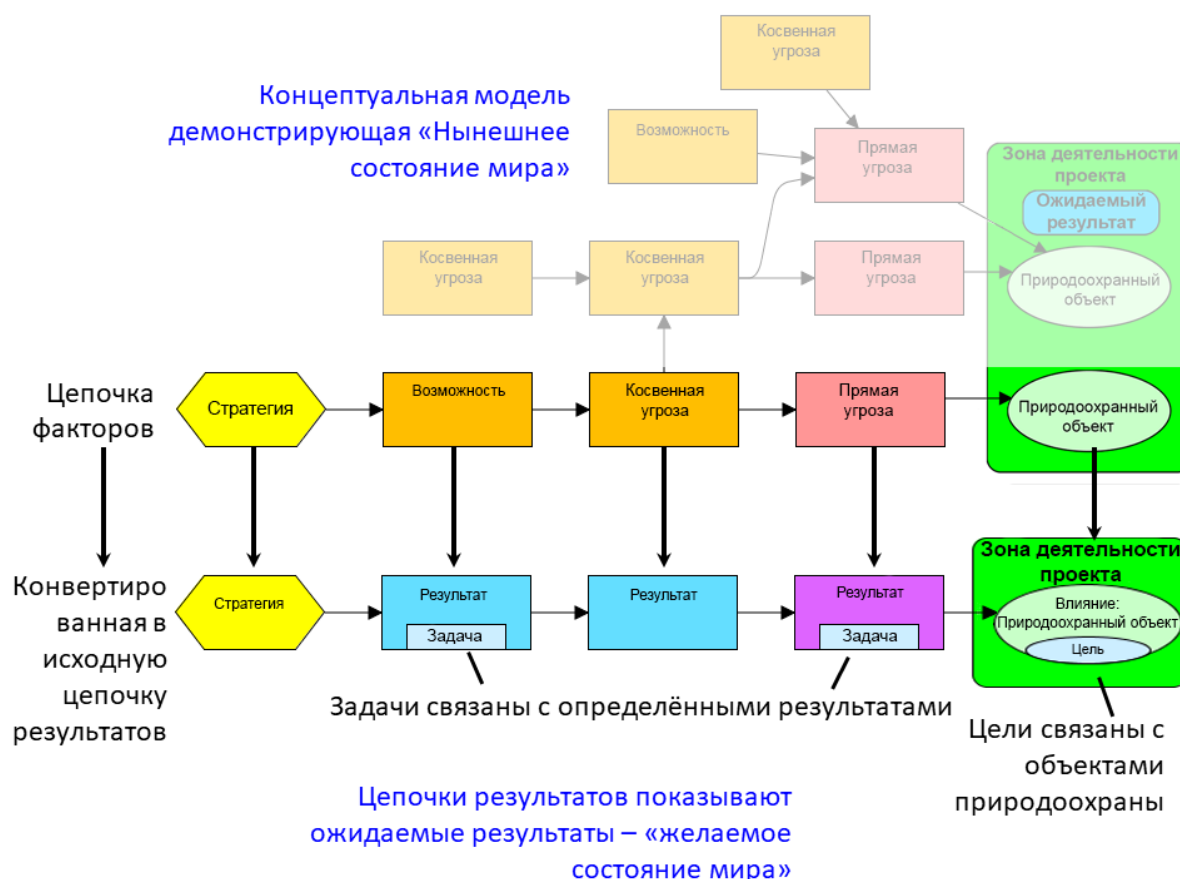 Косвенная
угроза
Концептуальная модель
демонстрирующая «Нынешнее
состояние мира»
Возможность
Прямая
угроза
Зона деятельности
проекта
Ожидаемый
результат
Косвенная
угроза
Косвенная
угроза
Прямая
угроза
Природоохранный
объект
Цепочка
факторов
Стратегия
Возможность
Косвенная
угроза
Прямая
угроза
Природоохранный
объект
Конвертиро
ванная в
исходную
цепочку
результатов
Стратегия
Результат
Задача
Результат
Результат
Задача
Зона деятельности
проекта
Влияние:
Природоохранный объект
Цель
Задачи связаны с определёнными результатами
Цели связаны с
объектами
природоохраны
Цепочки результатов показывают
ожидаемые результаты – «желаемое
состояние мира»